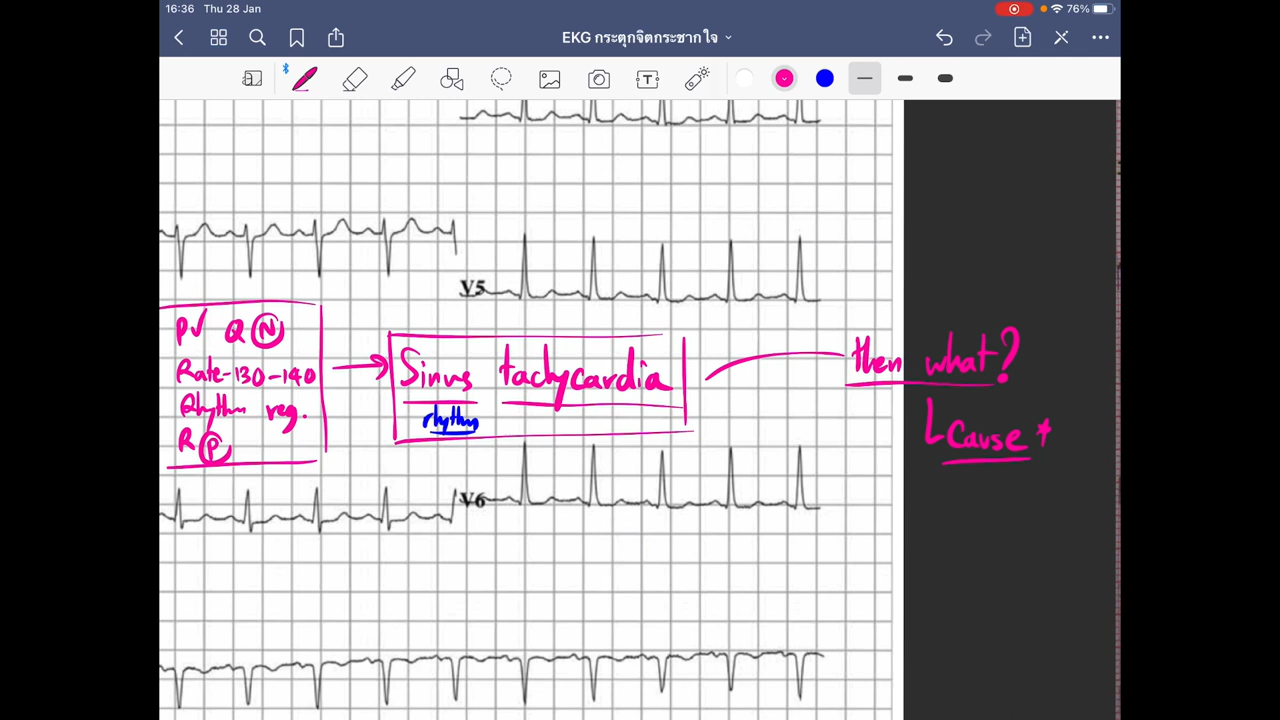 16:36 Thu 28 Jan 76%
EKG กระตุกจิตกระชากใจ
V5
P√ Q N
Rate-130-140
Rhythm reg.
R P
Sinus tachycardia
rhythm
then what?
Cause *
V6